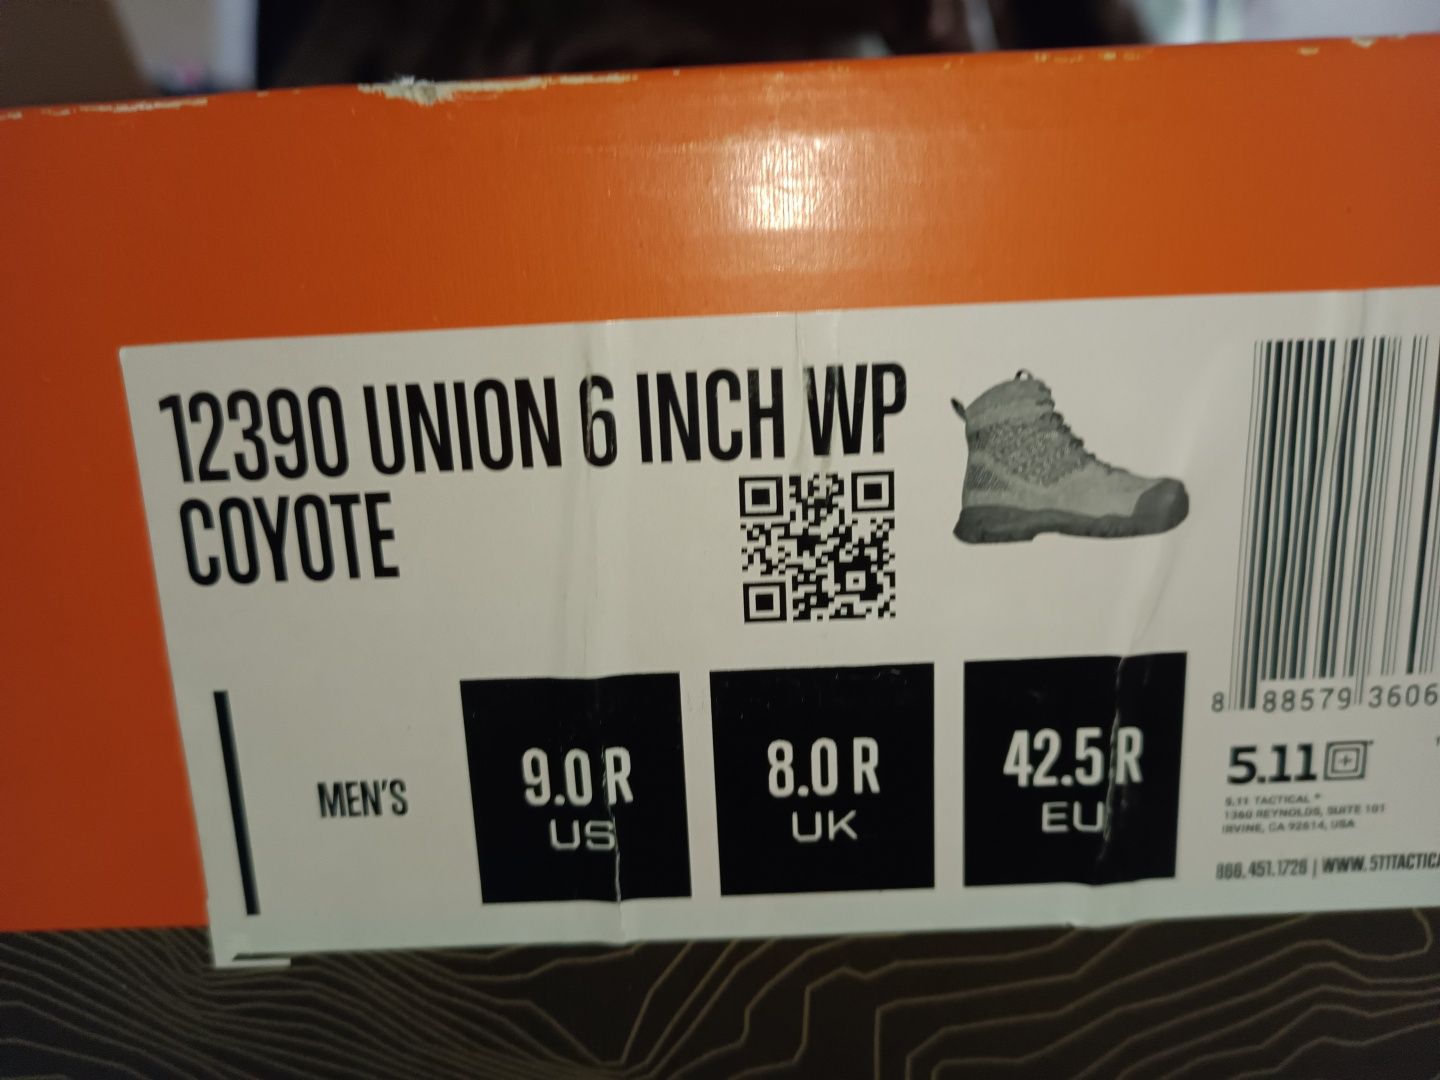 12390 UNION 6 INCH WP
COYOTE
MEN'S
9.0 R
US
8.0 R
UK
42.5 R
EU
8 88579 3606
5.11
5.11 TACTICAL
1360 REYNOLDS, SUITE 101
IRVINE, CA 92614, USA
866.451.1726 | WWW.511TACTICA